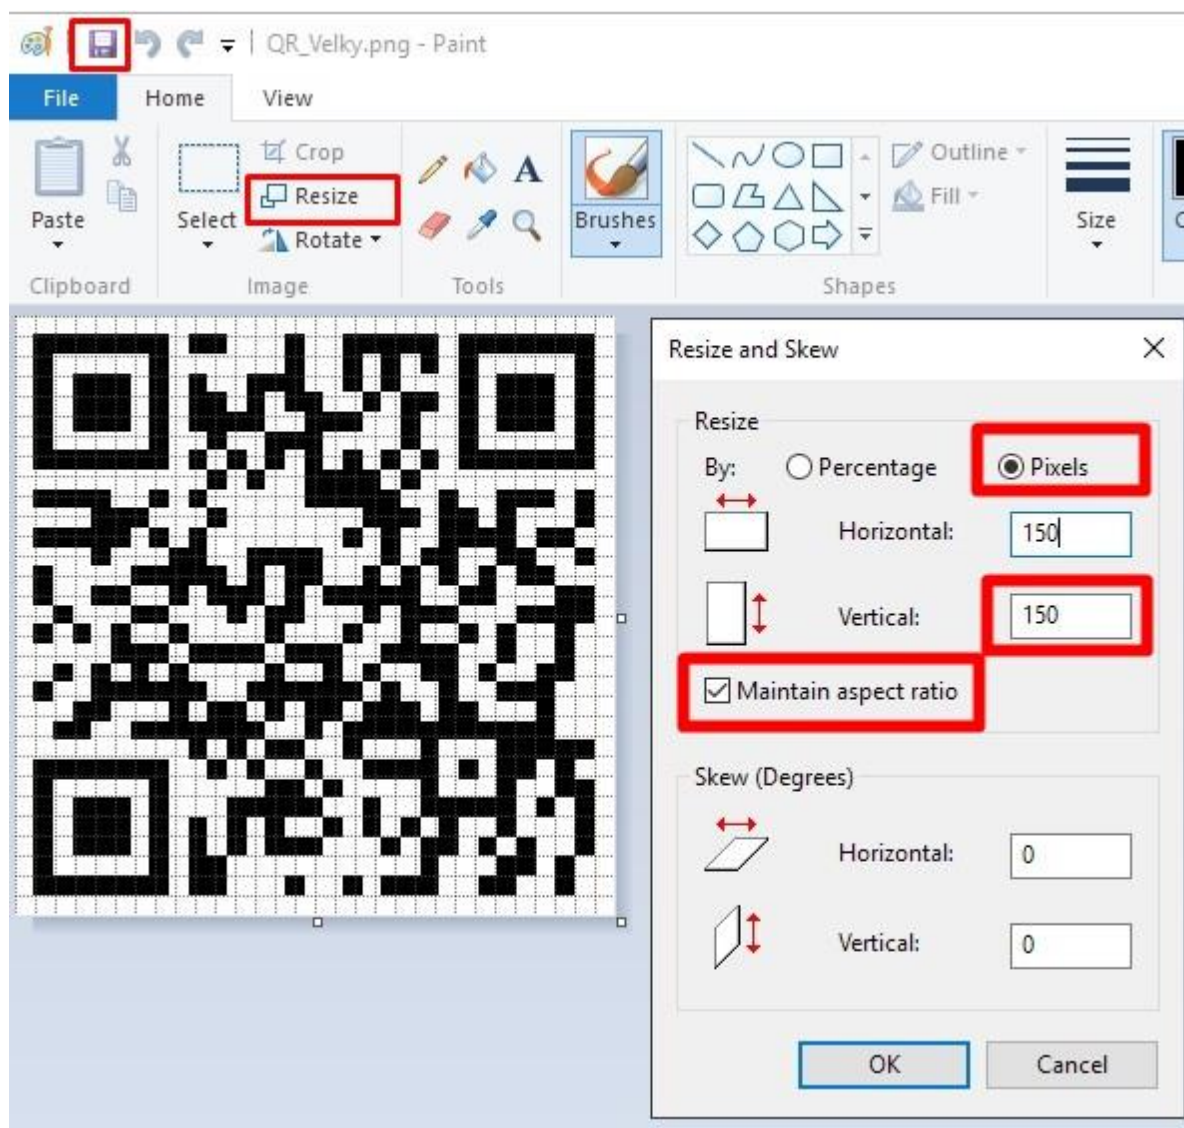 QR_Velky.png - Paint
File Home View
Paste
Select
Crop
Resize
Rotate
A
Brushes
Outline
Fill
Size
Clipboard
Image
Tools
Shapes
Resize and Skew
Resize
By: Percentage Pixels
Horizontal: 150
Vertical: 150
Maintain aspect ratio
Skew (Degrees)
Horizontal: 0
Vertical: 0
OK Cancel